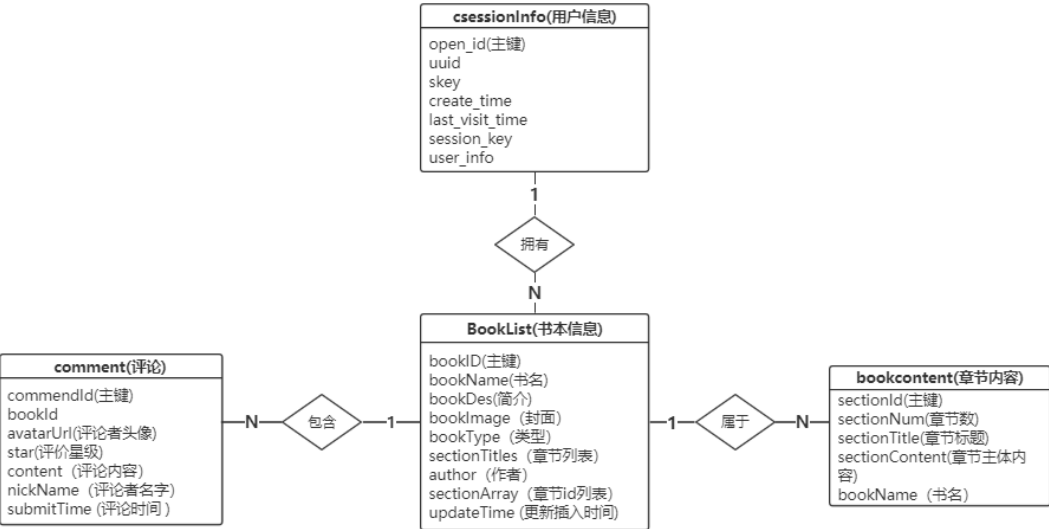 csessionInfo(用户信息)
open_id(主键)
uuid
skey
create_time
last_visit_time
session_key
user_info
1
拥有
N
BookList(书本信息)
bookID(主键)
bookName(书名)
bookDes(简介)
bookImage（封面）
bookType（类型）
sectionTitles（章节列表）
author（作者）
sectionArray（章节id列表）
updateTime (更新插入时间)
comment(评论)
commendId(主键)
bookId
avatarUrl(评论者头像)
star(评价星级)
content（评论内容）
nickName（评论者名字）
submitTime (评论时间 )
N
包含
1
1
属于
N
bookcontent(章节内容)
sectionId(主键)
sectionNum(章节数)
sectionTitle(章节标题)
sectionContent(章节主体内
容)
bookName（书名）